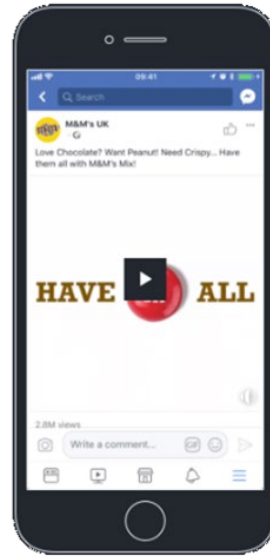 09:41
Search
M&M's UK
Love Chocolate? Want Peanut! Need Crispy... Have
them all with M&M's Mix!
HAVE ALL
2.8M views
Write a comment...
GIF